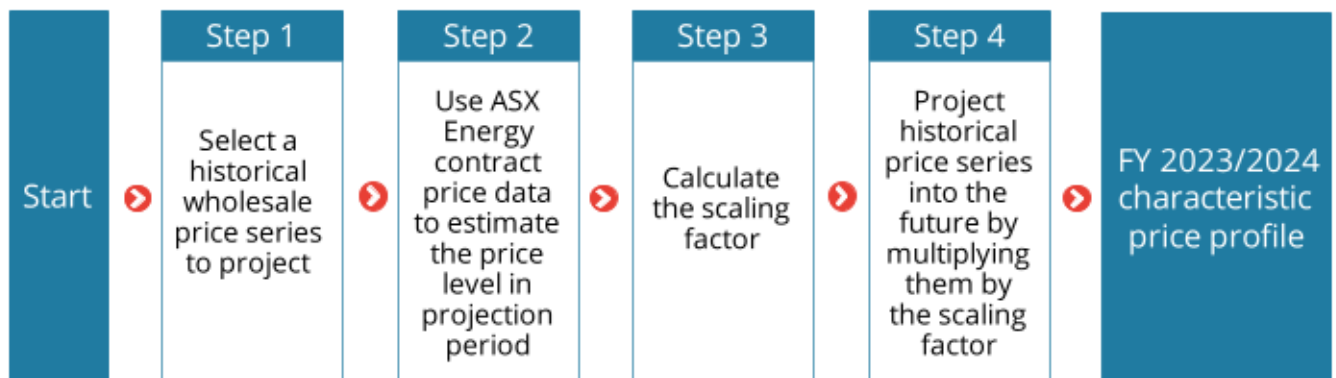 Start
Step 1
Select a
historical
wholesale
price series
to project
Step 2
Use ASX
Energy
contract
price data
to estimate
the price
level in
projection
period
Step 3
Calculate
the scaling
factor
Step 4
Project
historical
price series
into the
future by
multiplying
them by
the scaling
factor
FY 2023/2024
characteristic
price profile